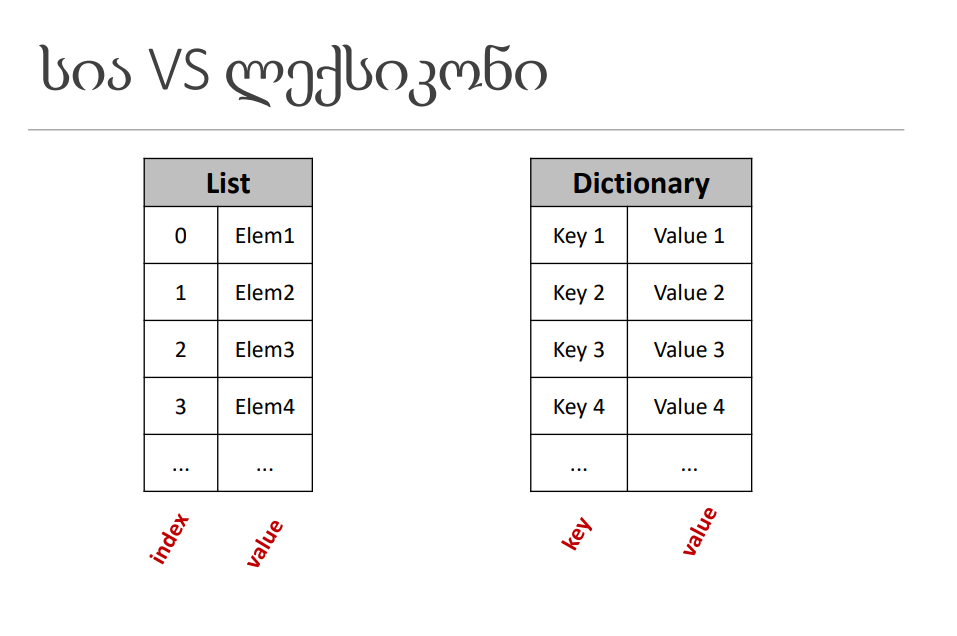 სია VS ლექსიკონი
List
0 Elem1
1 Elem2
2 Elem3
3 Elem4
... ...
index value
Dictionary
Key 1 Value 1
Key 2 Value 2
Key 3 Value 3
Key 4 Value 4
... ...
key value